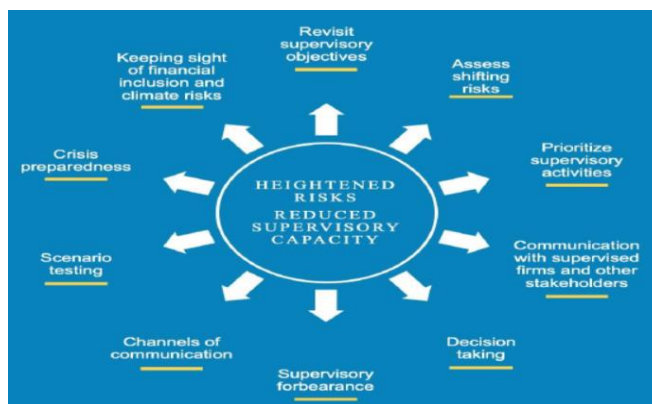 Revisit
supervisory
objectives
Assess
shifting
risks
Prioritize
supervisory
activities
Communication
with supervised
firms and other
stakeholders
Decision
taking
Supervisory
forbearance
Channels of
communication
Scenario
testing
Crisis
preparedness
Keeping sight
of financial
inclusion and
climate risks
HEIGHTENED
RISKS
REDUCED
SUPERVISORY
CAPACITY